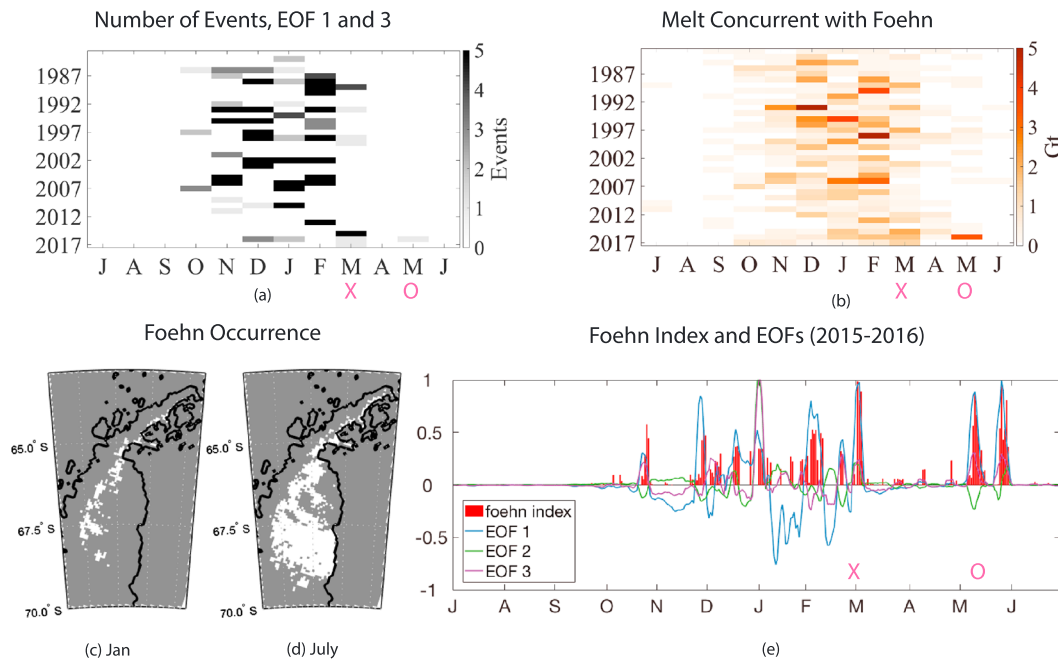 Number of Events, EOF 1 and 3
Melt Concurrent with Foehn
1987
1992
1997
2002
2007
2012
2017
J A S O N D J F M A M J
5
4
3
2
1
0
Events
X O
(a)
1987
1992
1997
2002
2007
2012
2017
J A S O N D J F M A M J
5
4
3
2
1
0
Gt
X O
(b)
Foehn Occurrence
65.0° S
67.5° S
70.0° S
(c) Jan
65.0° S
67.5° S
70.0° S
(d) July
Foehn Index and EOFs (2015-2016)
1
0.5
0
-0.5
-1
foehn index
EOF 1
EOF 2
EOF 3
X O
J A S O N D J F M A M J
(e)